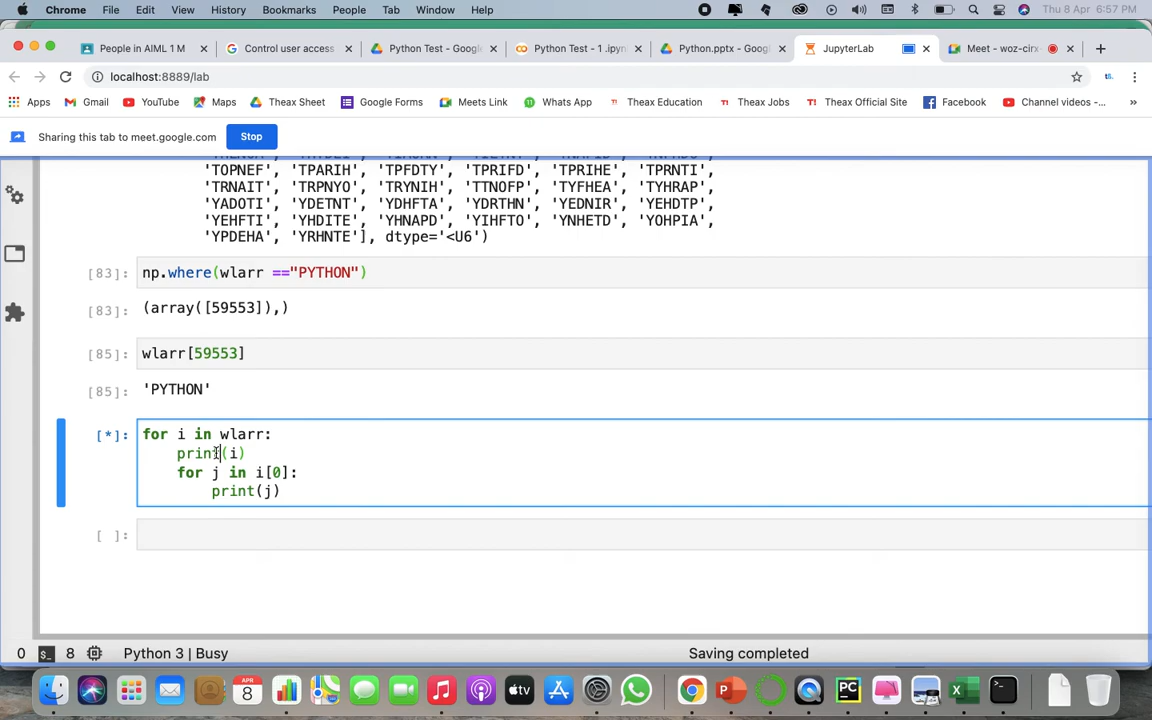 Chrome File Edit View History Bookmarks People Tab Window Help Thu 8 Apr 6:57 PM
People in AIML 1 M Control user access Python Test - Google Python Test - 1 .ipyn Python.pptx - Goog JupyterLab Meet - woz-cirx
localhost:8889/lab
Apps Gmail YouTube Maps Theax Sheet Google Forms Meets Link Whats App Theax Education Theax Jobs Theax Official Site Facebook Channel videos -...
Sharing this tab to meet.google.com Stop
'TOPNEF', 'TPARIH', 'TPFDTY', 'TPRIFD', 'TPRIHE', 'TPRNTI',
'TRNAIT', 'TRPNYO', 'TRYNIH', 'TTNOFP', 'TYFHEA', 'TYHRAP',
'YADOTI', 'YDETNT', 'YDHFTA', 'YDRTHN', 'YEDNIR', 'YEHDTP',
'YEHFTI', 'YHDITE', 'YHNAPD', 'YIHFTO', 'YNHETD', 'YOHPIA',
'YPDEHA', 'YRHNTE'], dtype='<U6')
[83]: np.where(wlarr =="PYTHON")
[83]: (array([59553]),)
[85]: wlarr[59553]
[85]: 'PYTHON'
[*]: for i in wlarr:
print(i)
for j in i[0]:
print(j)
[ ]:
0 8 Python 3 | Busy Saving completed
APR
8
tv
PC